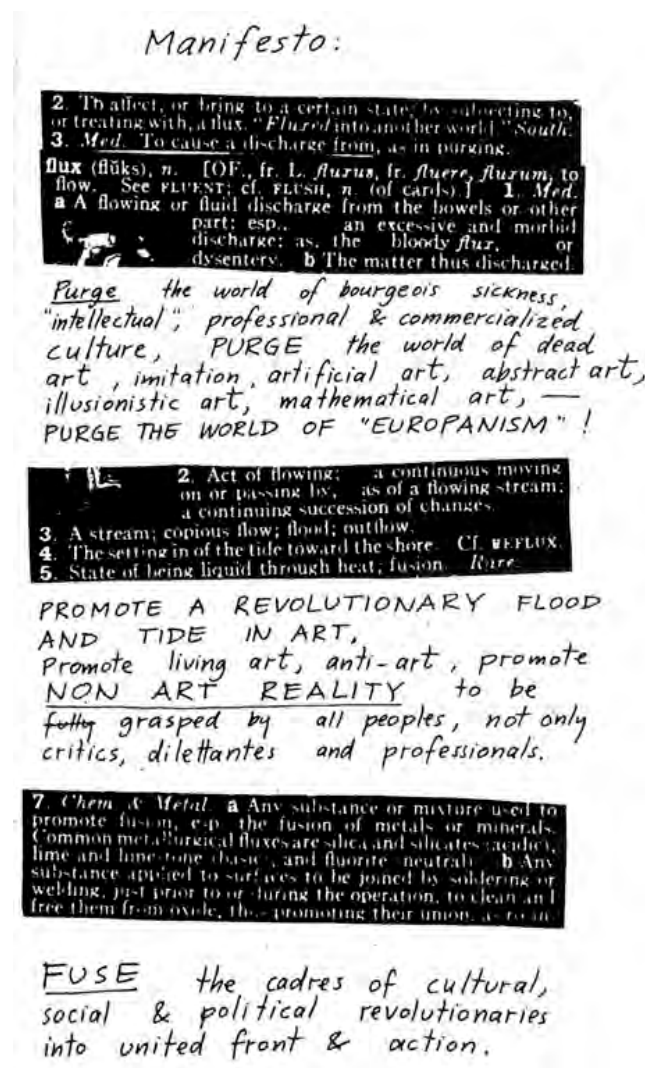 Manifesto:
2. To affect, or bring to a certain state, by subjecting to,
or treating with, a flux. "Fluxed into another world." South.
3. Med. To cause a discharge from, as in purging.
flux (flŭks), n. [OF., fr. L. fluxus, fr. fluere, fluxum, to
flow. See FLUENT; cf. FLUSH, n. (of cards).] 1. Med.
a A flowing or fluid discharge from the bowels or other
part: esp., an excessive and morbid
discharge: as, the bloody flux, or
dysentery. b The matter thus discharged.
Purge the world of bourgeois sickness,
"intellectual", professional & commercialized
culture, PURGE the world of dead
art, imitation, artificial art, abstract art,
illusionistic art, mathematical art, —
PURGE THE WORLD OF "EUROPANISM"!
2. Act of flowing: a continuous moving
on or passing by, as of a flowing stream;
a continuing succession of changes.
3. A stream; copious flow; flood; outflow.
4. The setting in of the tide toward the shore. Cf. REFLUX.
5. State of being liquid through heat; fusion. Rare.
PROMOTE A REVOLUTIONARY FLOOD
AND TIDE IN ART,
Promote living art, anti-art, promote
NON ART REALITY to be
fully grasped by all peoples, not only
critics, dilettantes and professionals.
7. Chem. & Metal. a Any substance or mixture used to
promote fusion, esp. the fusion of metals or minerals.
Common metallurgical fluxes are silica and silicates (acidic),
lime and limestone (basic), and fluorite (neutral). b Any
substance applied to surfaces to be joined by soldering or
welding, just prior to or during the operation, to clean and
free them from oxide, thus promoting their union, as rosin.
FUSE the cadres of cultural,
social & political revolutionaries
into united front & action.